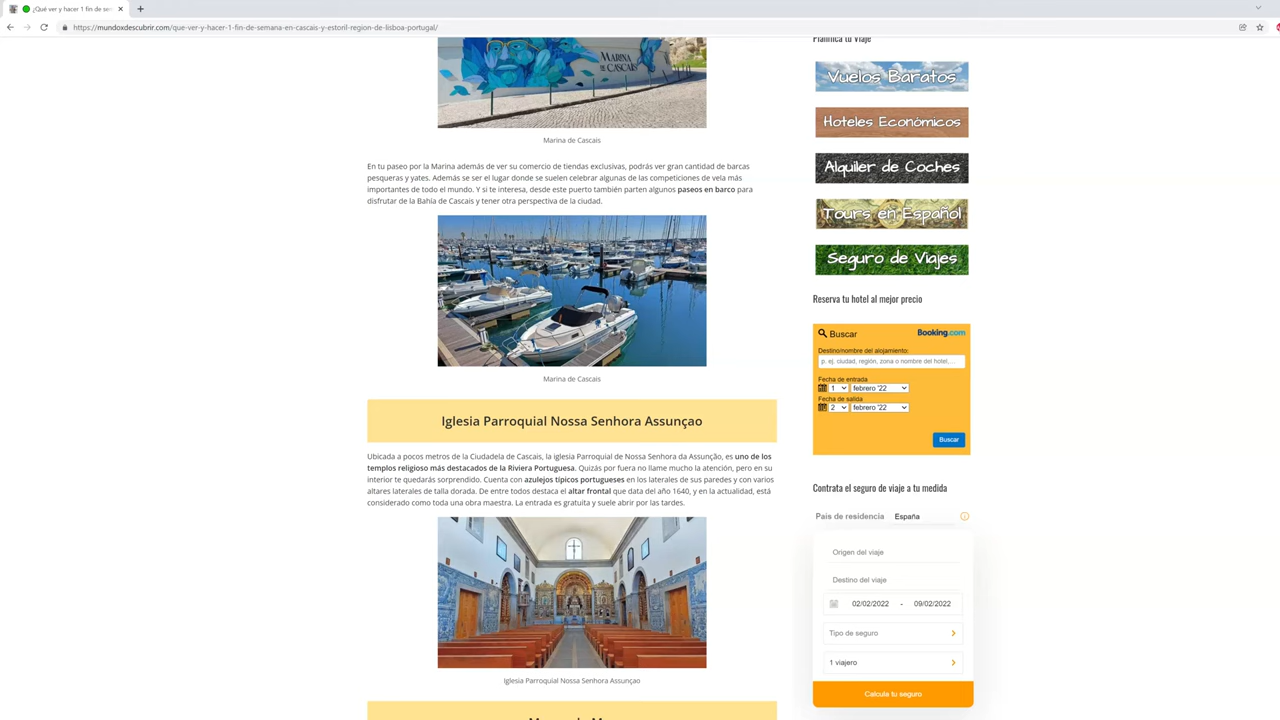 ¿Qué ver y hacer 1 fin de sem
https://mundoxdescubrir.com/que-ver-y-hacer-1-fin-de-semana-en-cascais-y-estoril-region-de-lisboa-portugal/
MARINA
DE CASCAIS
Marina de Cascais
En tu paseo por la Marina además de ver su comercio de tiendas exclusivas, podrás ver gran cantidad de barcas
pesqueras y yates. Además se ser el lugar donde se suelen celebrar algunas de las competiciones de vela más
importantes de todo el mundo. Y si te interesa, desde este puerto también parten algunos paseos en barco para
disfrutar de la Bahía de Cascais y tener otra perspectiva de la ciudad.
Marina de Cascais
Iglesia Parroquial Nossa Senhora Assunçao
Ubicada a pocos metros de la Ciudadela de Cascais, la iglesia Parroquial de Nossa Senhora da Assunção, es uno de los
templos religioso más destacados de la Riviera Portuguesa. Quizás por fuera no llame mucho la atención, pero en su
interior te quedarás sorprendido. Cuenta con azulejos típicos portugueses en los laterales de sus paredes y con varios
altares laterales de talla dorada. De entre todos destaca el altar frontal que data del año 1640, y en la actualidad, está
considerado como toda una obra maestra. La entrada es gratuita y suele abrir por las tardes.
Iglesia Parroquial Nossa Senhora Assunçao
Planifica tu Viaje
Vuelos Baratos
Hoteles Económicos
Alquiler de Coches
Tours en Español
Seguro de Viajes
Reserva tu hotel al mejor precio
Buscar
Booking.com
Destino/nombre del alojamiento:
p. ej. ciudad, región, zona o nombre del hotel,...
Fecha de entrada
1 febrero '22
Fecha de salida
2 febrero '22
Buscar
Contrata el seguro de viaje a tu medida
País de residencia España
Origen del viaje
Destino del viaje
02/02/2022 - 09/02/2022
Tipo de seguro
1 viajero
Calcula tu seguro